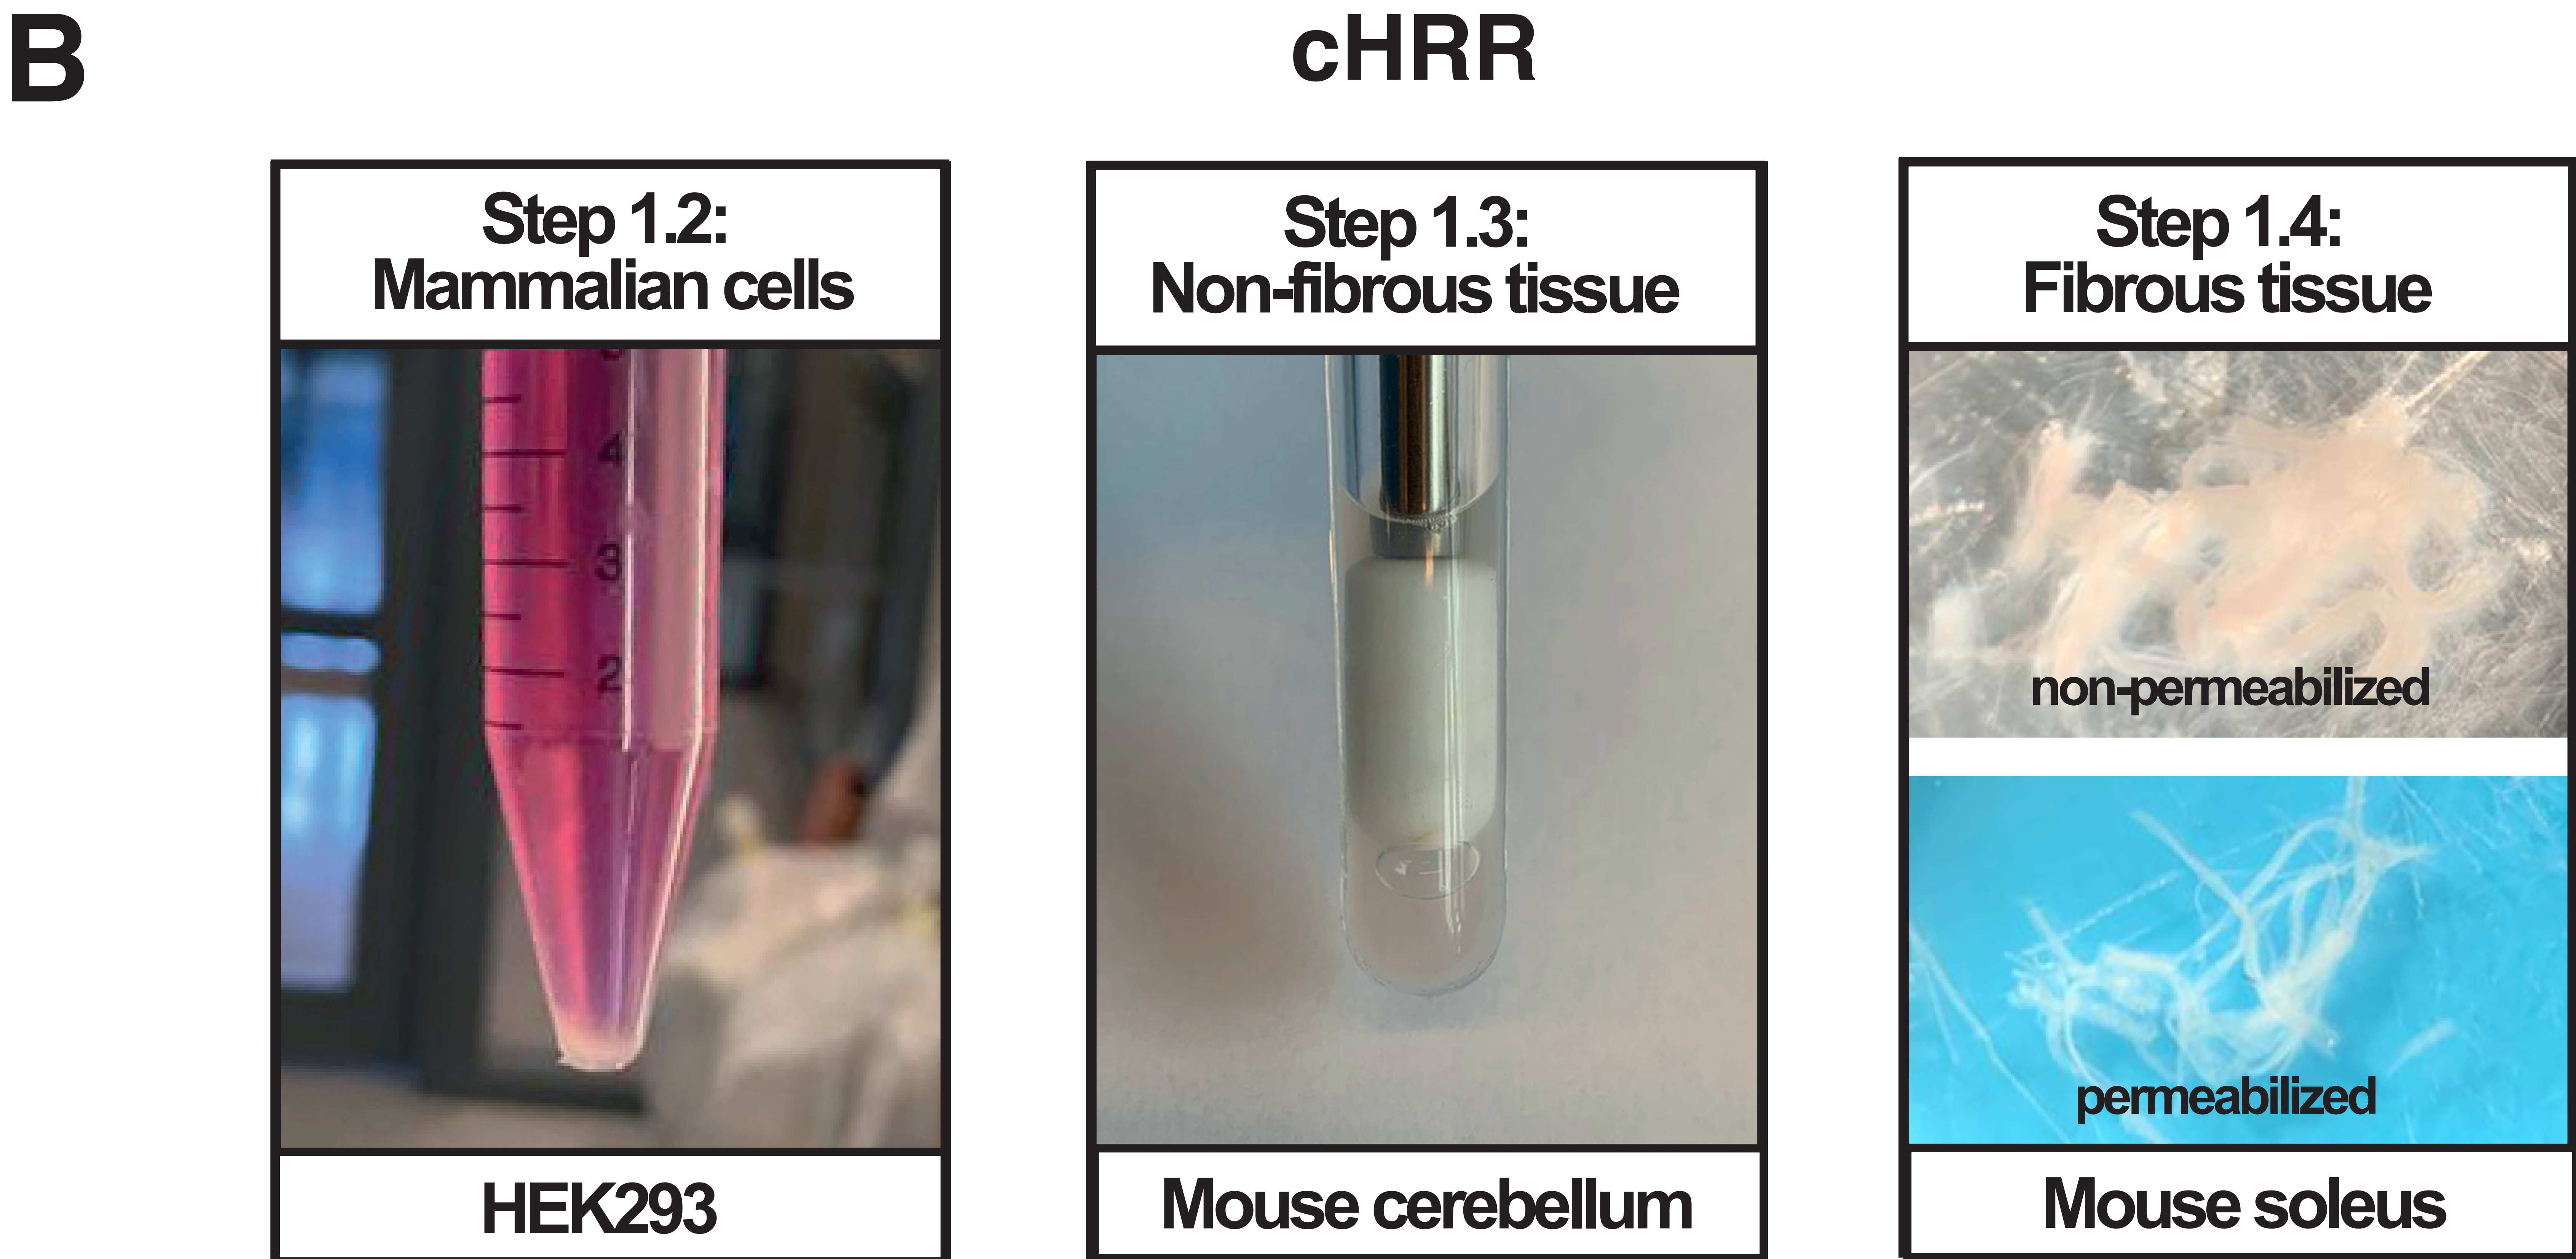 B
cHRR
Step 1.2:
Mammalian cells
4
3
2
HEK293
Step 1.3:
Non-fibrous tissue
Mouse cerebellum
Step 1.4:
Fibrous tissue
non-permeabilized
permeabilized
Mouse soleus